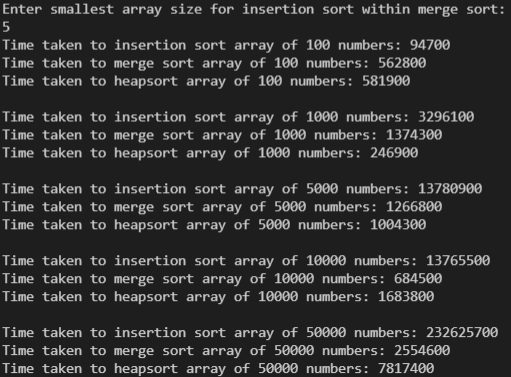 Enter smallest array size for insertion sort within merge sort:
5
Time taken to insertion sort array of 100 numbers: 94700
Time taken to merge sort array of 100 numbers: 562800
Time taken to heapsort array of 100 numbers: 581900
Time taken to insertion sort array of 1000 numbers: 3296100
Time taken to merge sort array of 1000 numbers: 1374300
Time taken to heapsort array of 1000 numbers: 246900
Time taken to insertion sort array of 5000 numbers: 13780900
Time taken to merge sort array of 5000 numbers: 1266800
Time taken to heapsort array of 5000 numbers: 1004300
Time taken to insertion sort array of 10000 numbers: 13765500
Time taken to merge sort array of 10000 numbers: 684500
Time taken to heapsort array of 10000 numbers: 1683800
Time taken to insertion sort array of 50000 numbers: 232625700
Time taken to merge sort array of 50000 numbers: 2554600
Time taken to heapsort array of 50000 numbers: 7817400